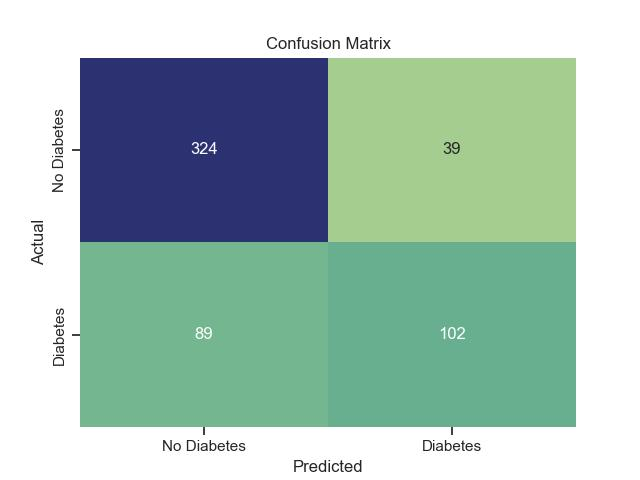 Confusion Matrix
No Diabetes
324
39
Actual
Diabetes
89
102
No Diabetes
Diabetes
Predicted